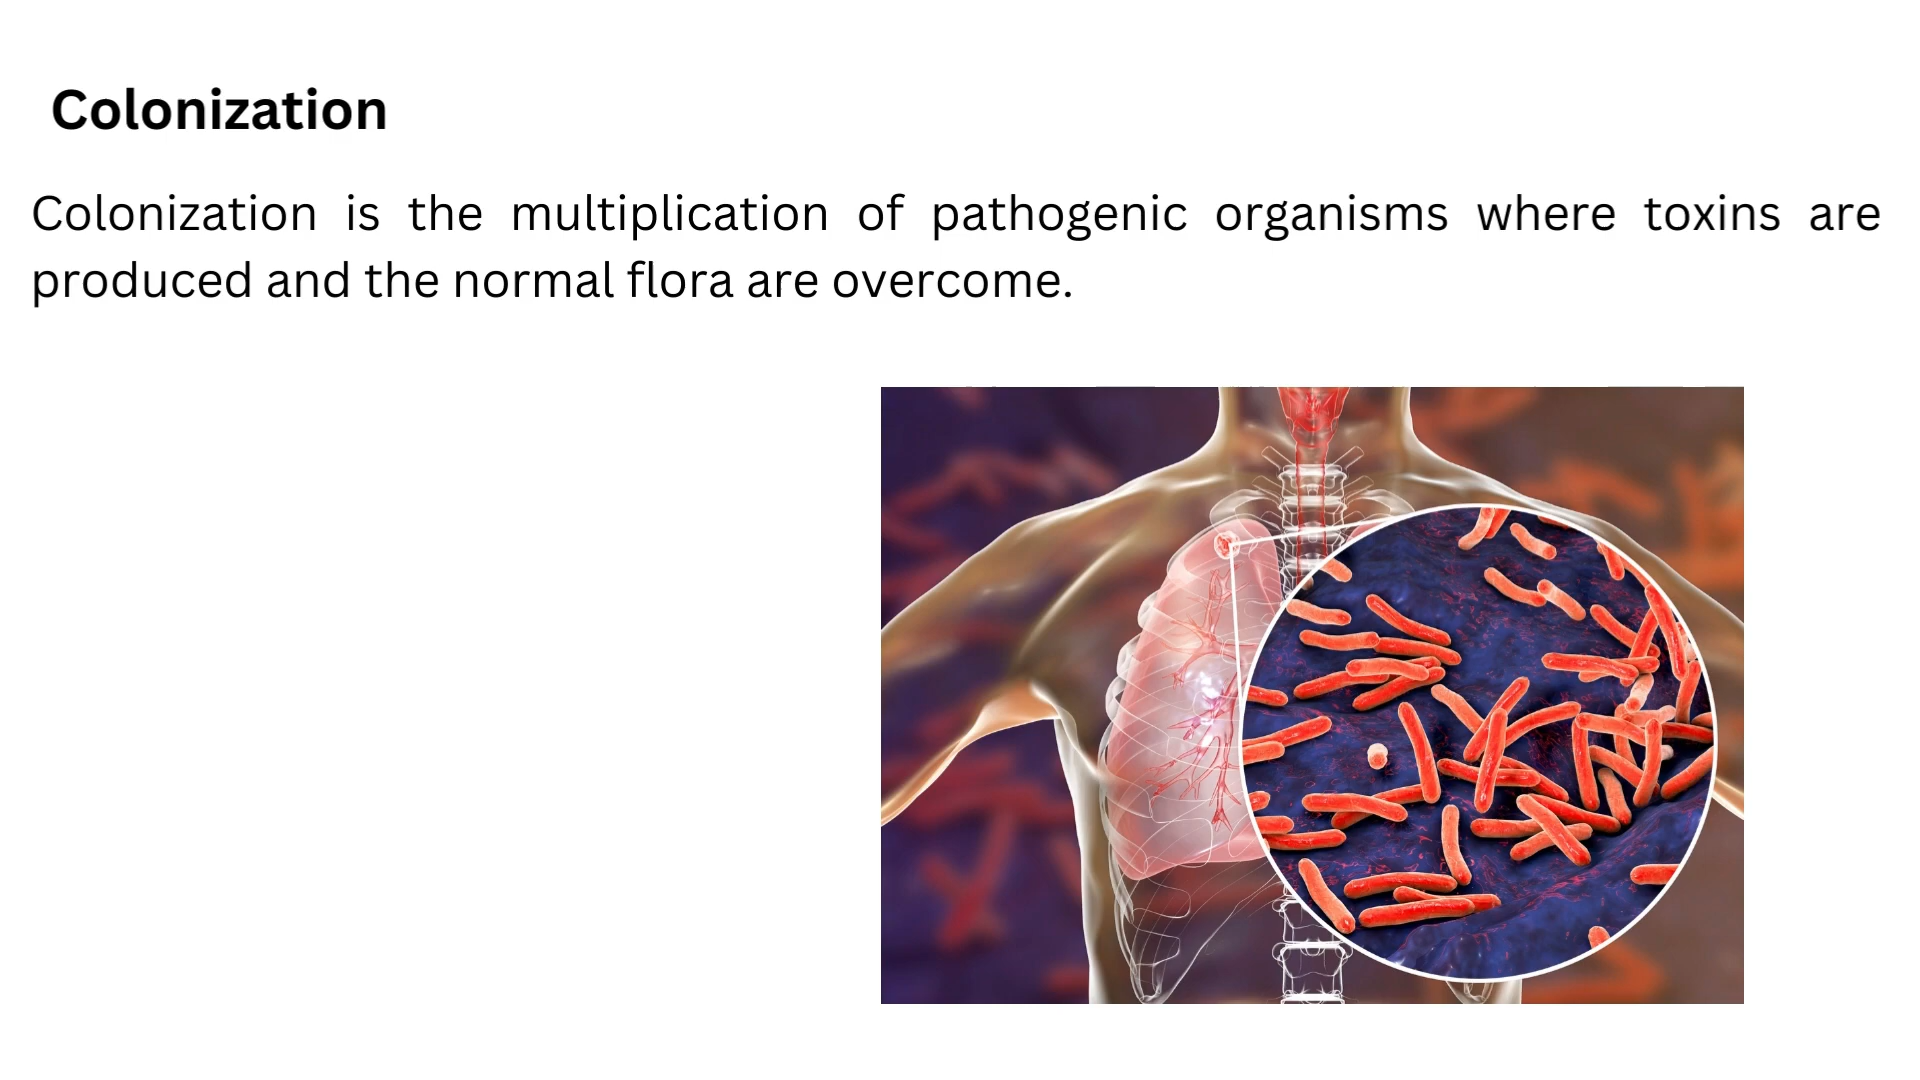 Colonization
Colonization is the multiplication of pathogenic organisms where toxins are
produced and the normal flora are overcome.